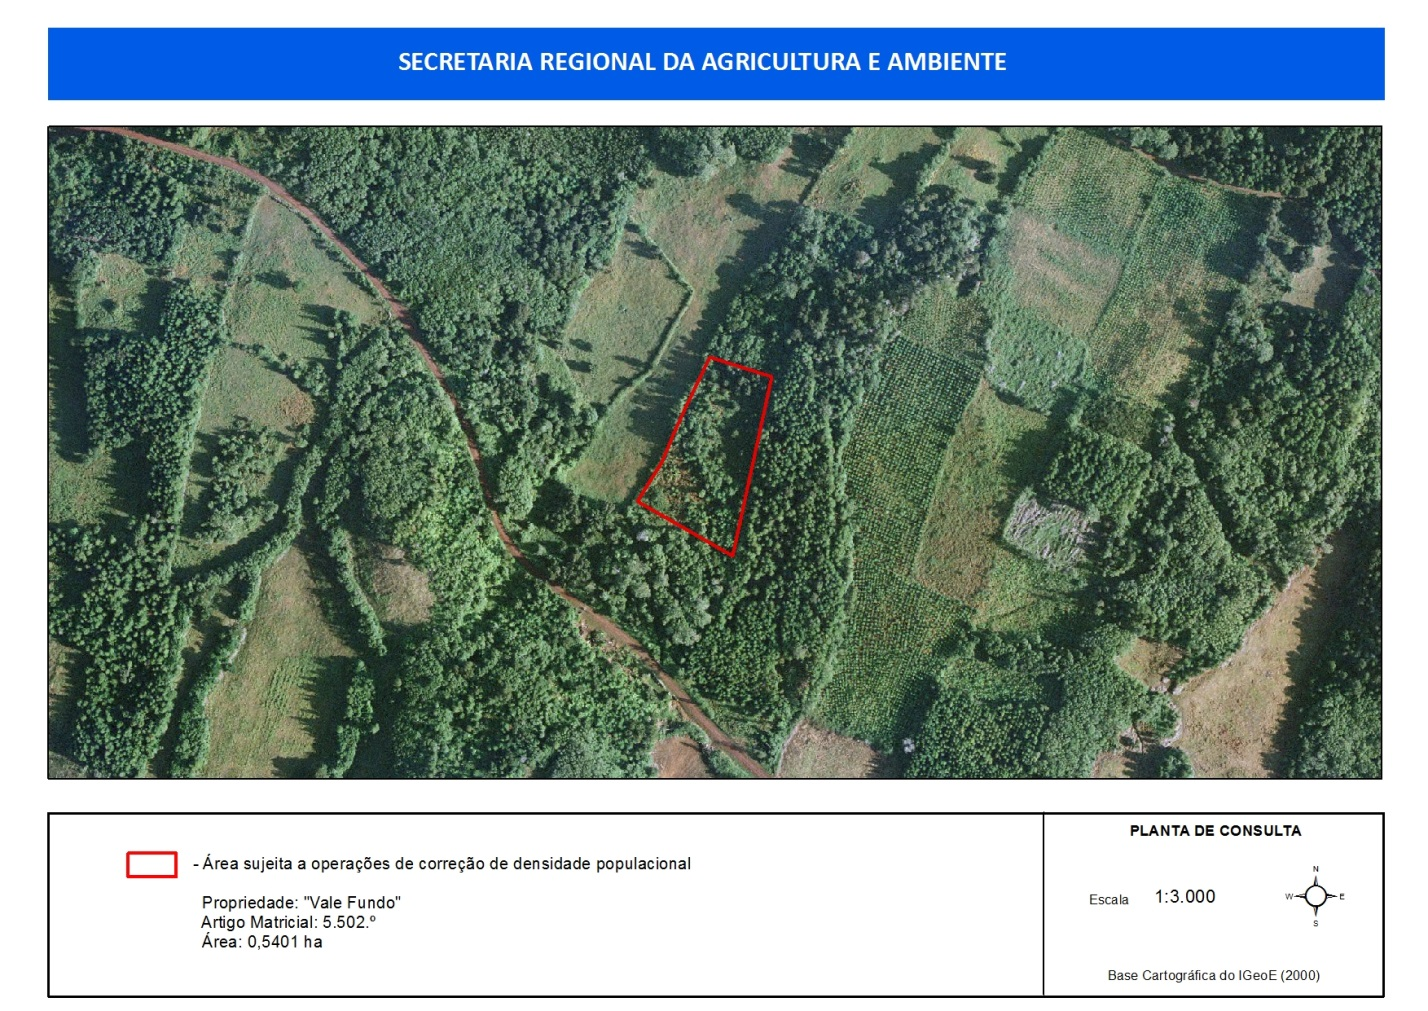 SECRETARIA REGIONAL DA AGRICULTURA E AMBIENTE
- Área sujeita a operações de correção de densidade populacional
Propriedade: "Vale Fundo"
Artigo Matricial: 5.502.º
Área: 0,5401 ha
PLANTA DE CONSULTA
Escala 1:3.000
N
W E
S
Base Cartográfica do IGeoE (2000)